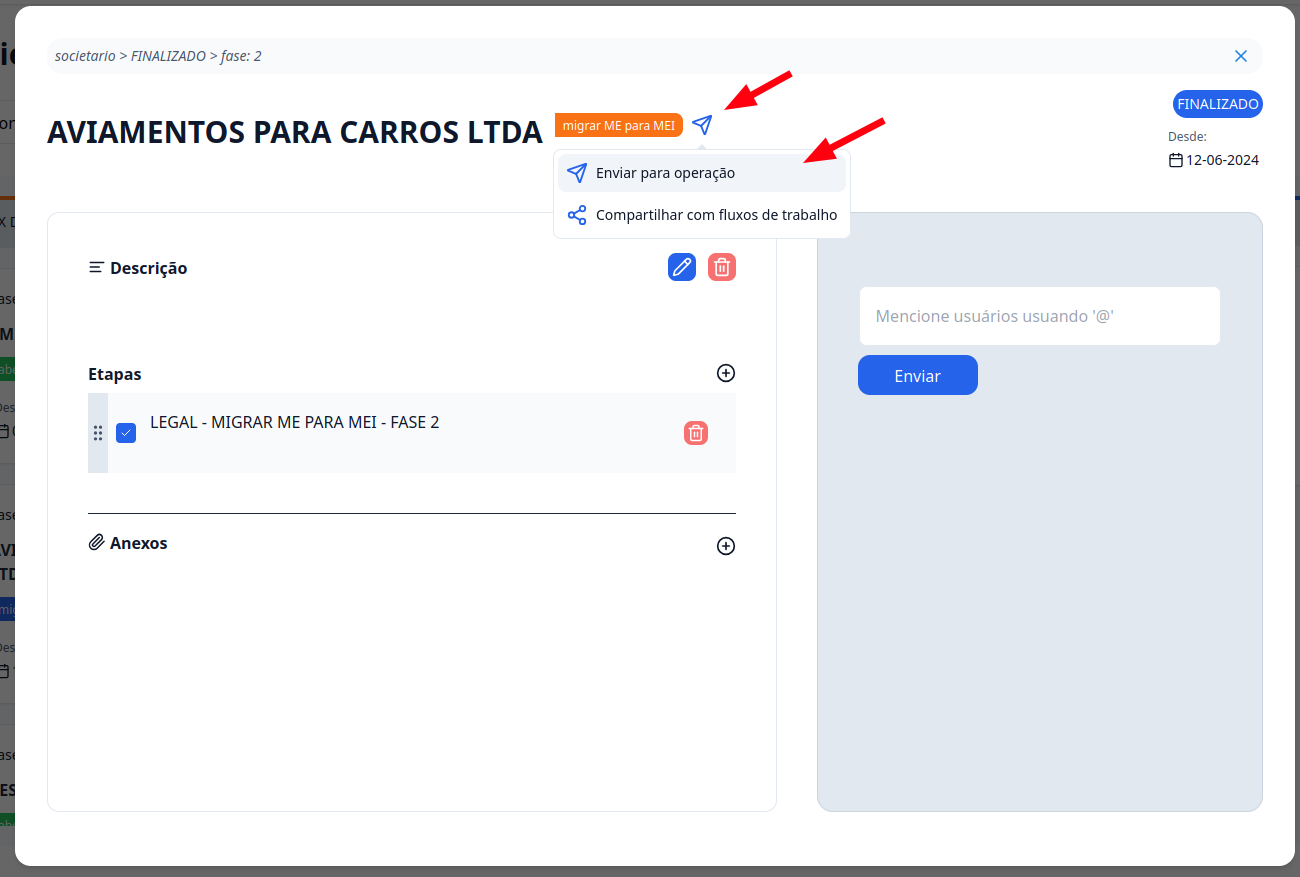 societario > FINALIZADO > fase: 2
AVIAMENTOS PARA CARROS LTDA
migrar ME para MEI
FINALIZADO
Desde:
12-06-2024
Enviar para operação
Compartilhar com fluxos de trabalho
Descrição
Mencione usuários usuando '@'
Enviar
Etapas
LEGAL - MIGRAR ME PARA MEI - FASE 2
Anexos